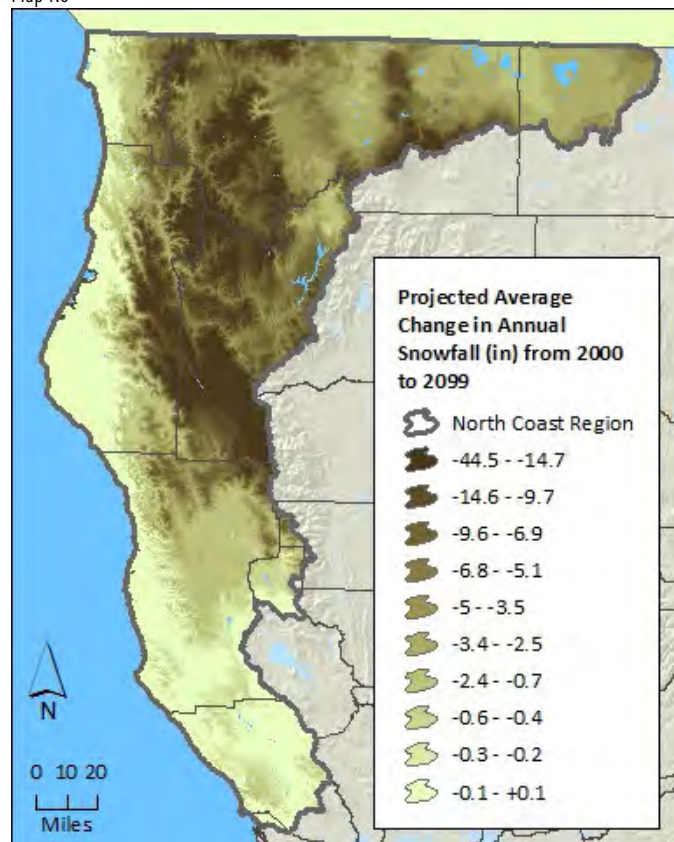 Projected Average
Change in Annual
Snowfall (in) from 2000
to 2099
North Coast Region
-44.5 - -14.7
-14.6 - -9.7
-9.6 - -6.9
-6.8 - -5.1
-5 - -3.5
-3.4 - -2.5
-2.4 - -0.7
-0.6 - -0.4
-0.3 - -0.2
-0.1 - +0.1
N
0 10 20
Miles